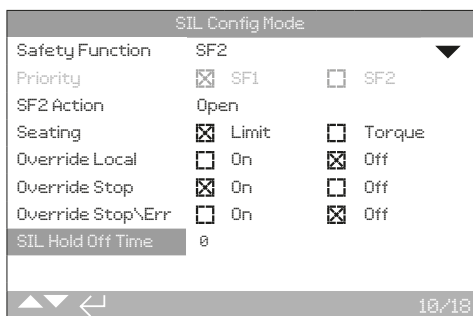 SIL Config Mode
Safety Function SF2
Priority SF1 SF2
SF2 Action Open
Seating Limit Torque
Override Local On Off
Override Stop On Off
Override Stop\Err On Off
SIL Hold Off Time 0
10/18